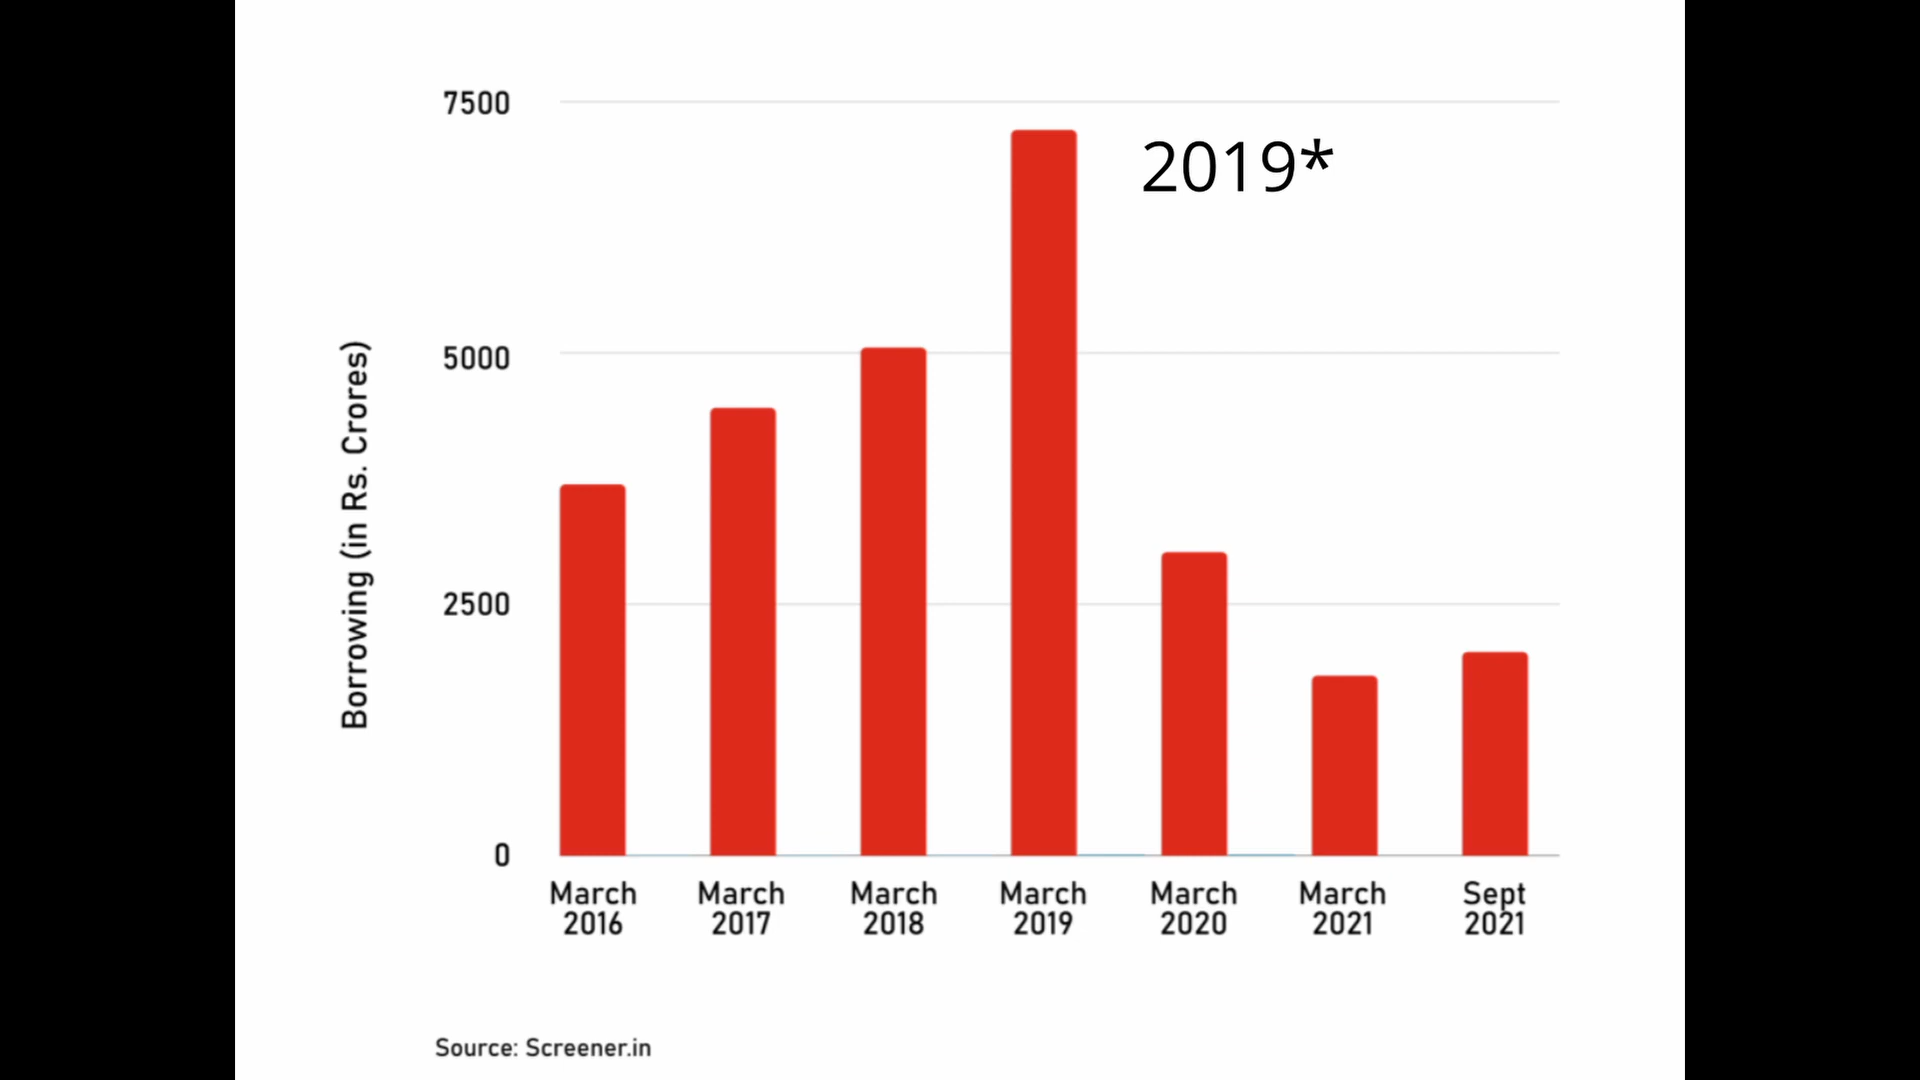 7500
2019*
5000
Borrowing (in Rs. Crores)
2500
0
March 2016
March 2017
March 2018
March 2019
March 2020
March 2021
Sept 2021
Source: Screener.in